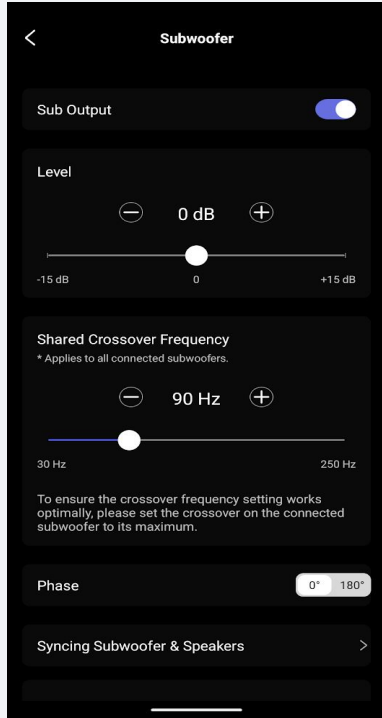 Subwoofer
Sub Output
Level
0 dB
-15 dB
0
+15 dB
Shared Crossover Frequency
* Applies to all connected subwoofers.
90 Hz
30 Hz
250 Hz
To ensure the crossover frequency setting works
optimally, please set the crossover on the connected
subwoofer to its maximum.
Phase
0°
180°
Syncing Subwoofer & Speakers